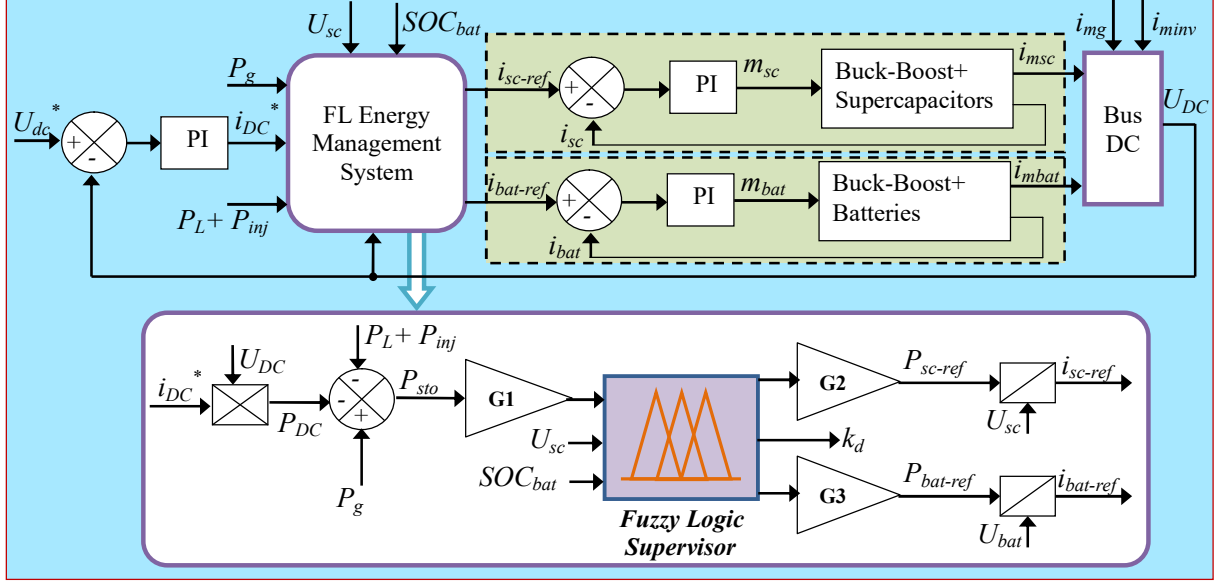 U_sc
SOC_bat
i_mg
i_minv
P_g
i_sc-ref
+
-
PI
m_sc
Buck-Boost+
Supercapacitors
i_msc
U_dc*
+
-
PI
i_DC*
FL Energy
Management
System
i_sc
Bus
DC
U_DC
P_L + P_inj
i_bat-ref
+
-
PI
m_bat
Buck-Boost+
Batteries
i_mbat
i_bat
P_L + P_inj
U_DC
i_DC*
P_DC
-
-
+
P_sto
G1
P_g
U_sc
SOC_bat
Fuzzy Logic
Supervisor
G2
P_sc-ref
i_sc-ref
U_sc
k_d
G3
P_bat-ref
i_bat-ref
U_bat